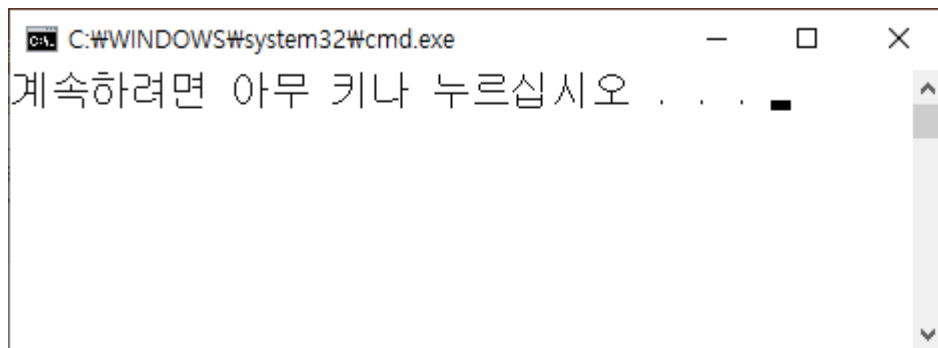 C:₩WINDOWS₩system32₩cmd.exe
계속하려면 아무 키나 누르십시오 . . .